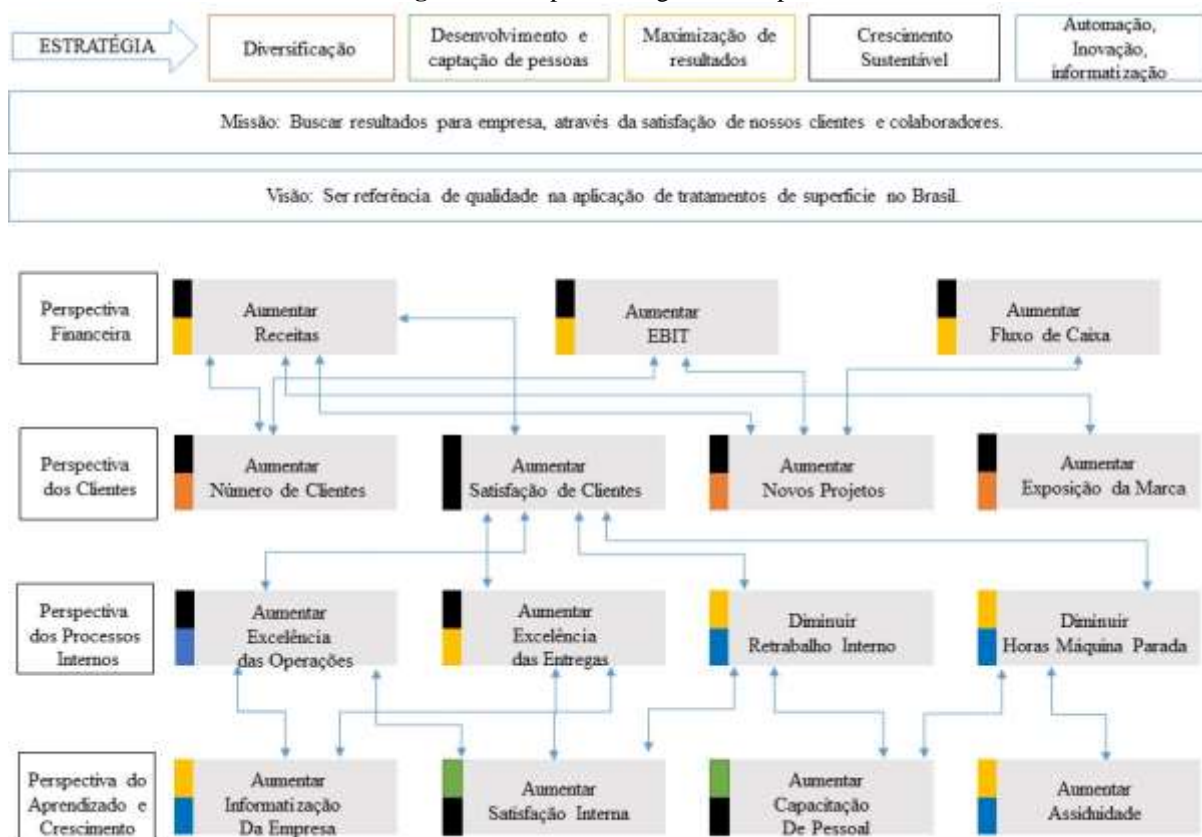 ESTRATÉGIA
Diversificação
Desenvolvimento e
captação de pessoas
Maximização de
resultados
Crescimento
Sustentável
Automação,
Inovação,
informatização
Missão: Buscar resultados para empresa, através da satisfação de nossos clientes e colaboradores.
Visão: Ser referência de qualidade na aplicação de tratamentos de superfície no Brasil.
Perspectiva
Financeira
Aumentar
Receitas
Aumentar
EBIT
Aumentar
Fluxo de Caixa
Perspectiva
dos Clientes
Aumentar
Número de Clientes
Aumentar
Satisfação de Clientes
Aumentar
Novos Projetos
Aumentar
Exposição da Marca
Perspectiva
dos Processos
Internos
Aumentar
Excelência
das Operações
Aumentar
Excelência
das Entregas
Diminuir
Retrabalho Interno
Diminuir
Horas Máquina Parada
Perspectiva do
Aprendizado e
Crescimento
Aumentar
Informatização
Da Empresa
Aumentar
Satisfação Interna
Aumentar
Capacitação
De Pessoal
Aumentar
Assiduidade